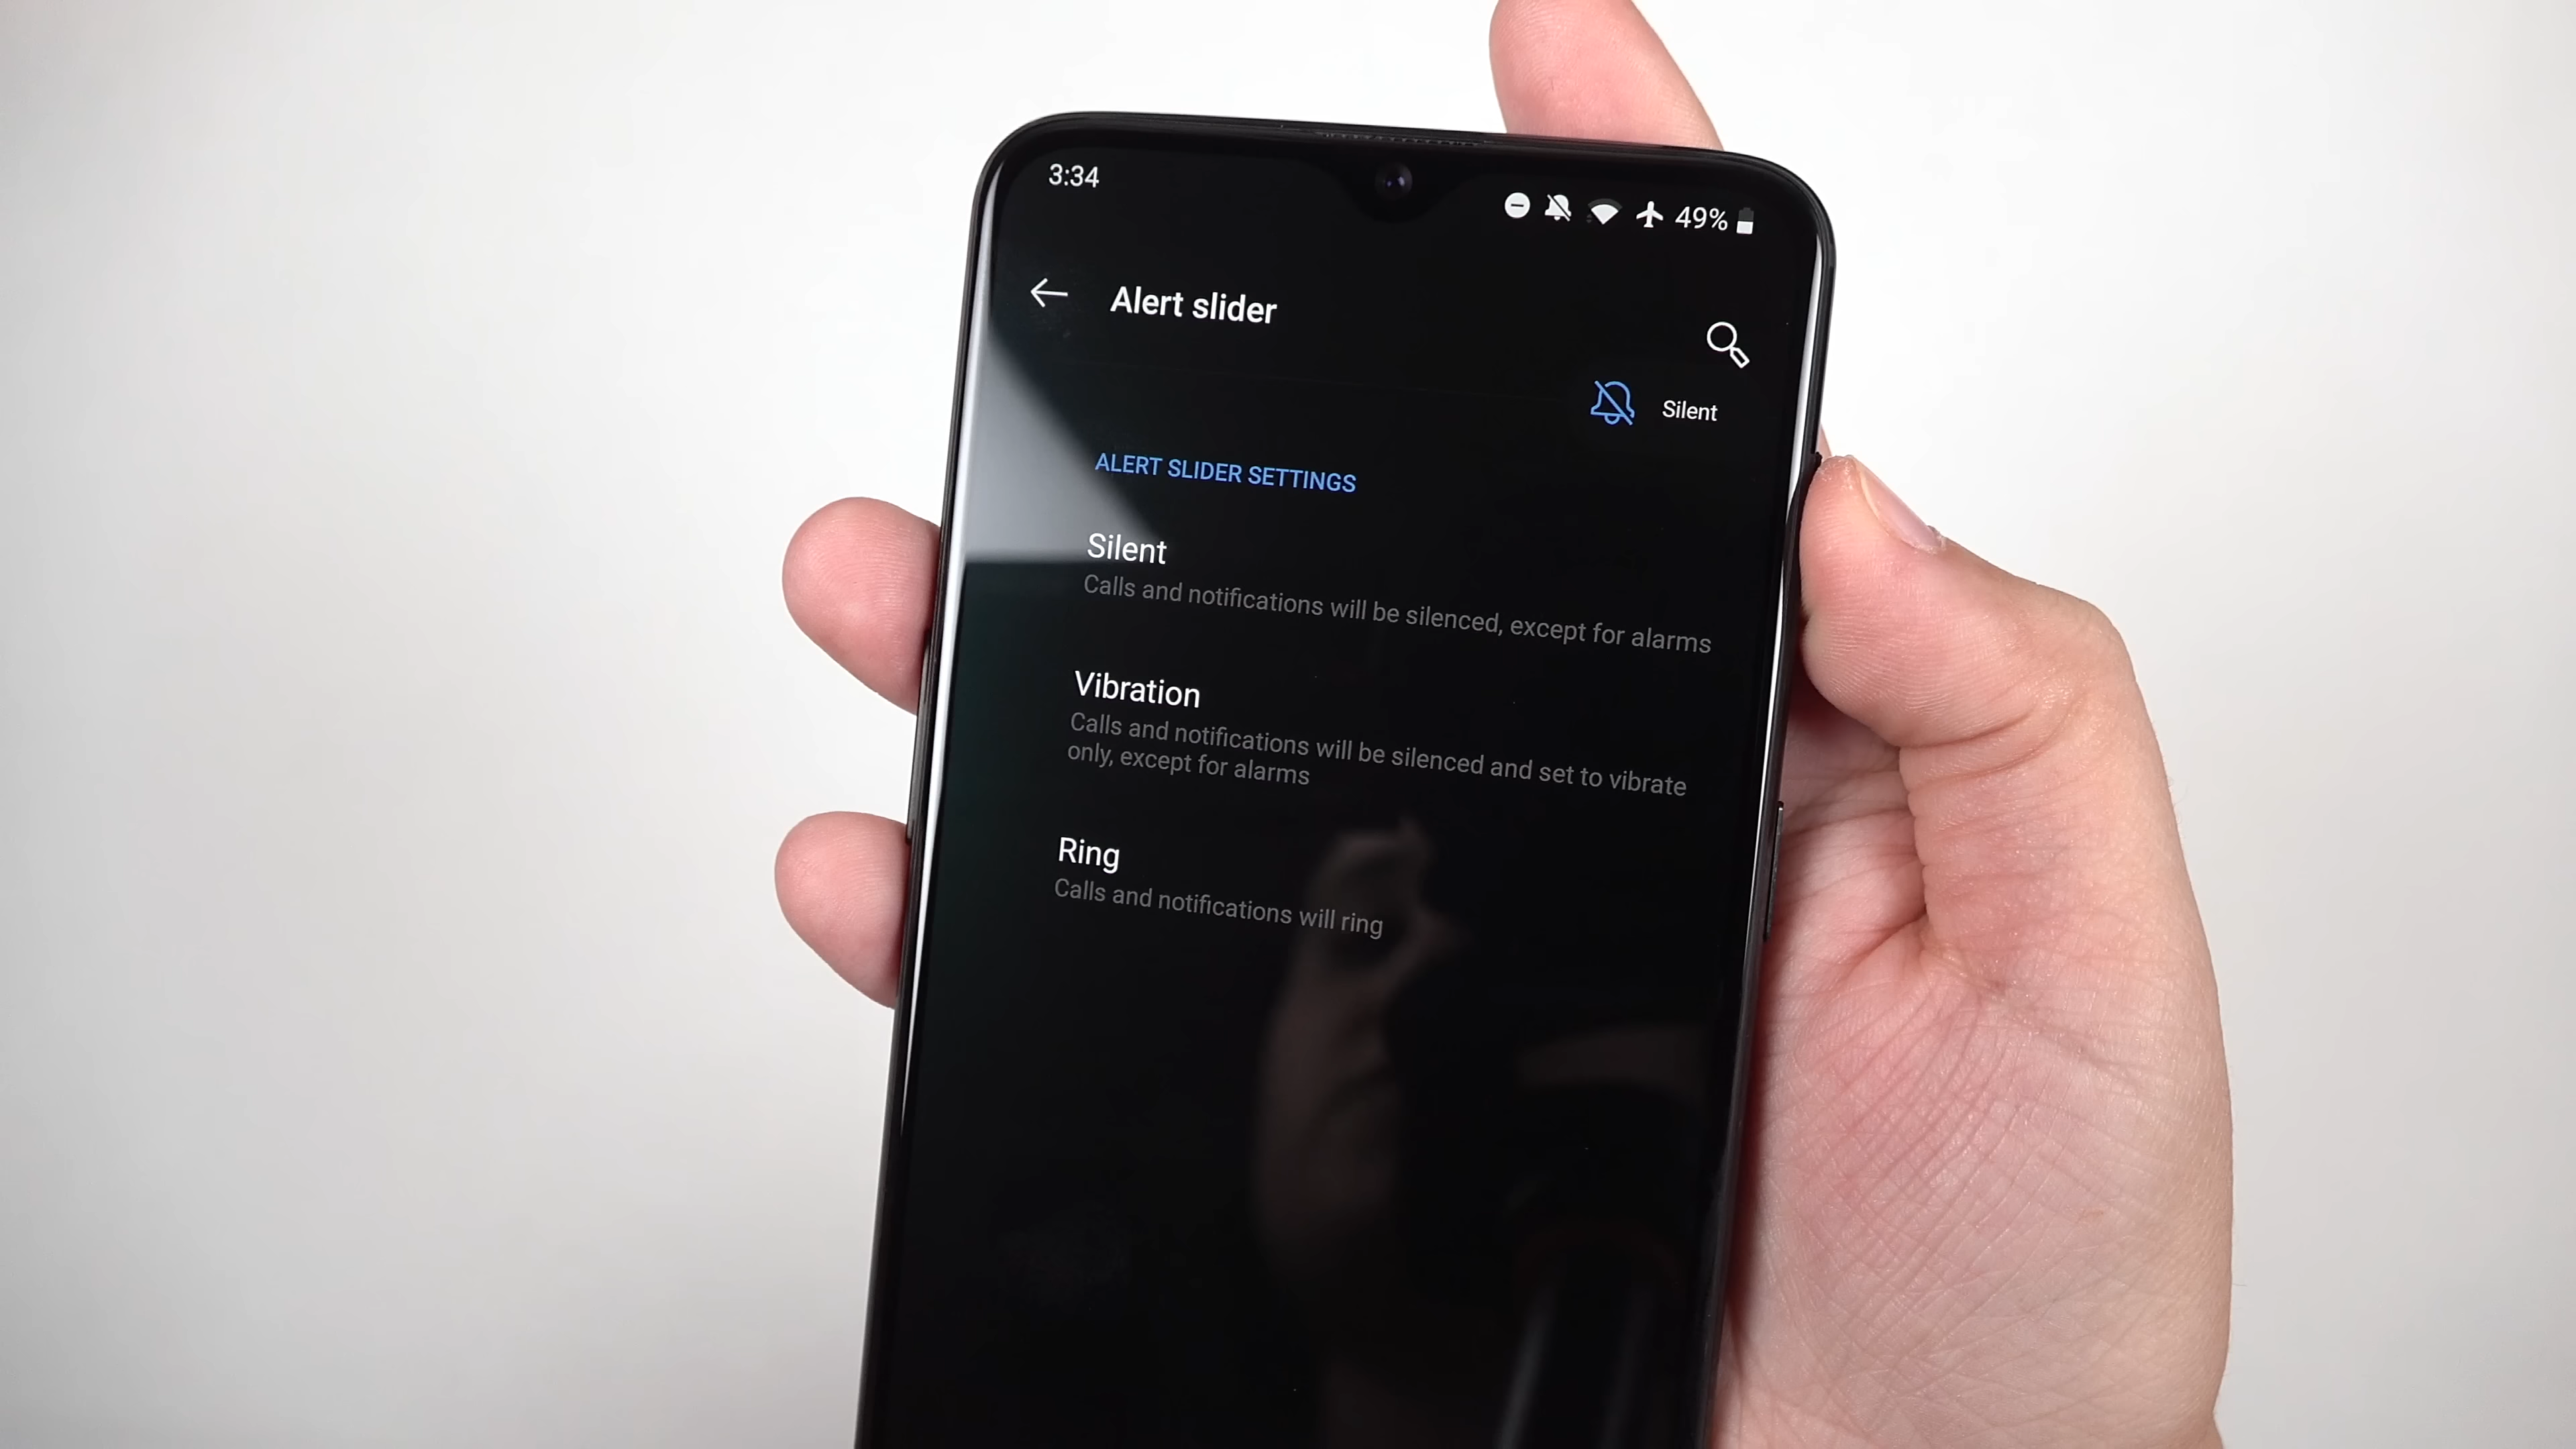 3:34
49%
Alert slider
Silent
ALERT SLIDER SETTINGS
Silent
Calls and notifications will be silenced, except for alarms
Vibration
Calls and notifications will be silenced and set to vibrate
only, except for alarms
Ring
Calls and notifications will ring